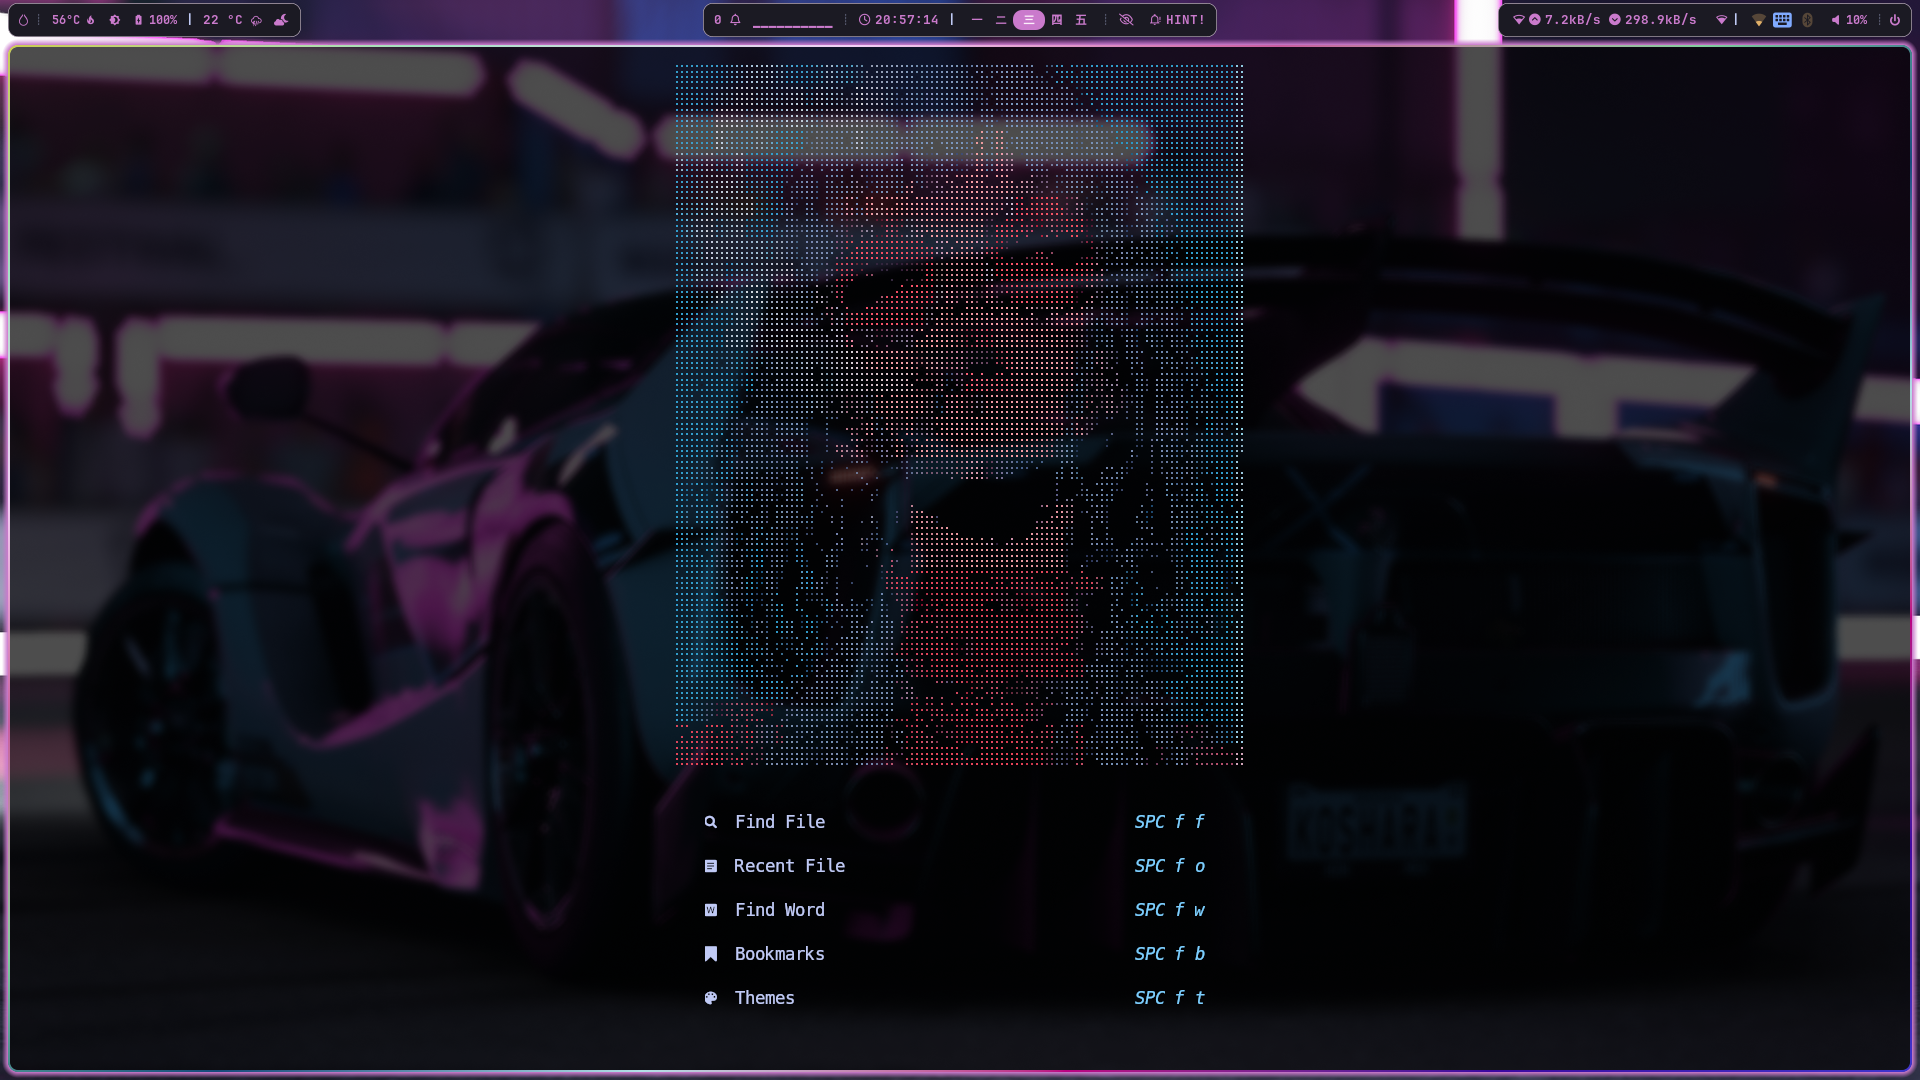 56°C 100% | 22 °C
0 __________ 20:57:14 | 一 二 三 四 五 HINT!
7.2kB/s 298.9kB/s | 10%
Find File SPC f f
Recent File SPC f o
W Find Word SPC f w
Bookmarks SPC f b
Themes SPC f t